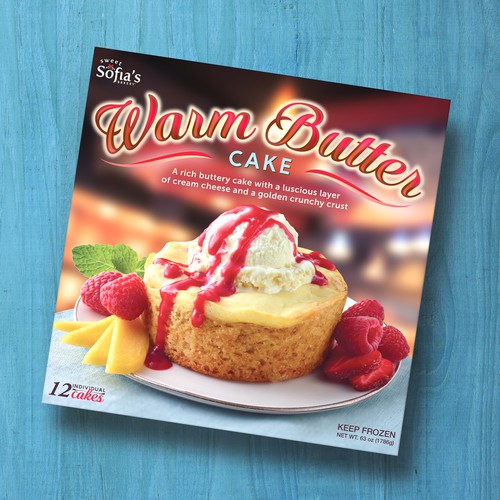 sweet
Sofia's
BAKERY
Warm Butter
CAKE
A rich buttery cake with a luscious layer
of cream cheese and a golden crunchy crust
12 INDIVIDUAL
cakes
KEEP FROZEN
NET WT. 63 oz (1786g)